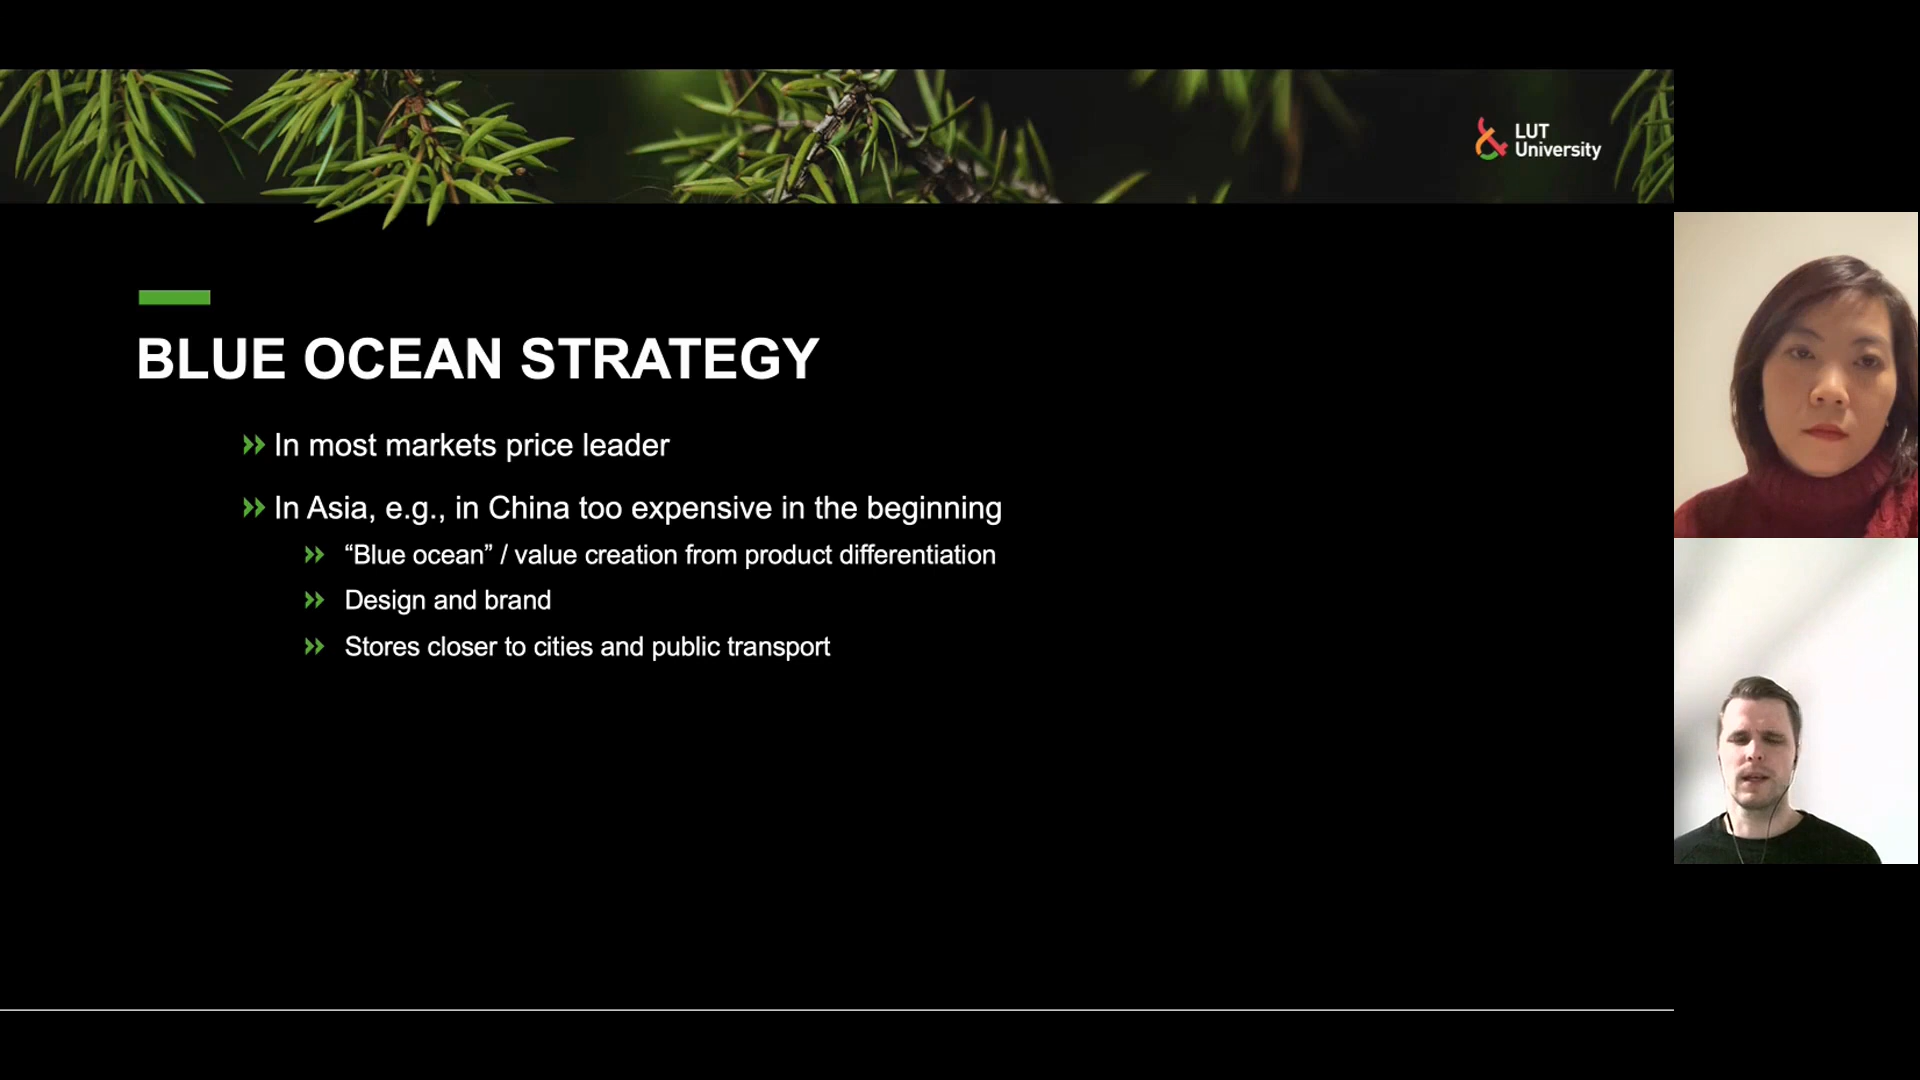 LUT
University
BLUE OCEAN STRATEGY
In most markets price leader
In Asia, e.g., in China too expensive in the beginning
“Blue ocean” / value creation from product differentiation
Design and brand
Stores closer to cities and public transport